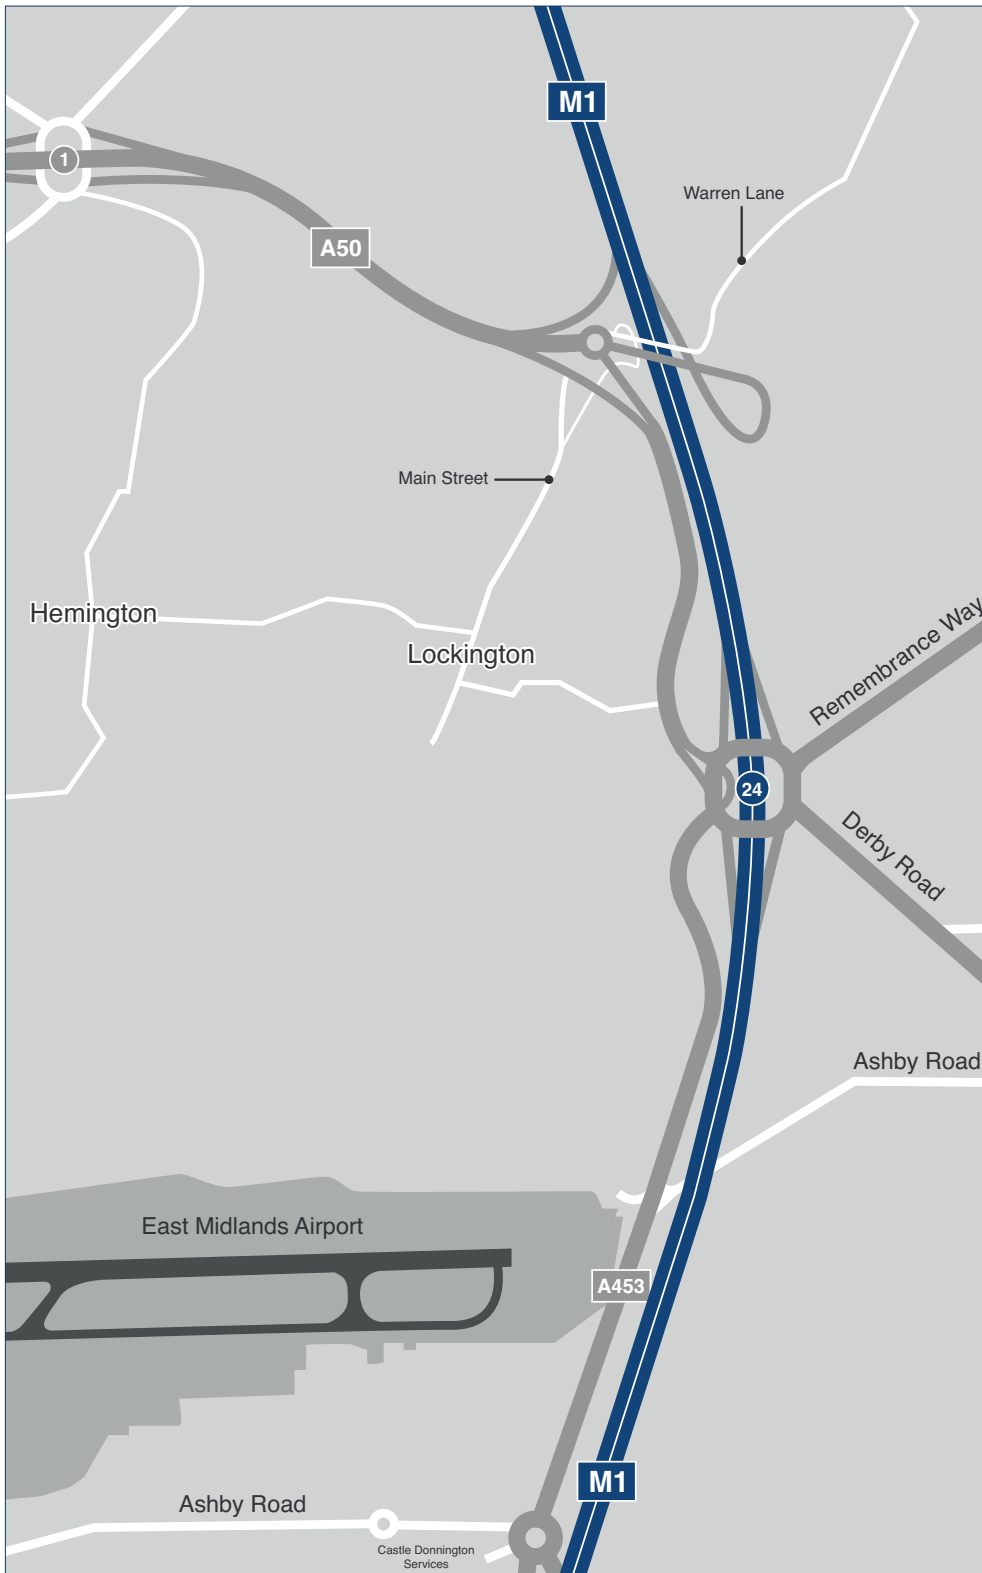 M1
1
Warren Lane
A50
Main Street
Hemington
Remembrance Way
Lockington
24
Derby Road
Ashby Road
East Midlands Airport
A453
M1
Ashby Road
Castle Donnington
Services